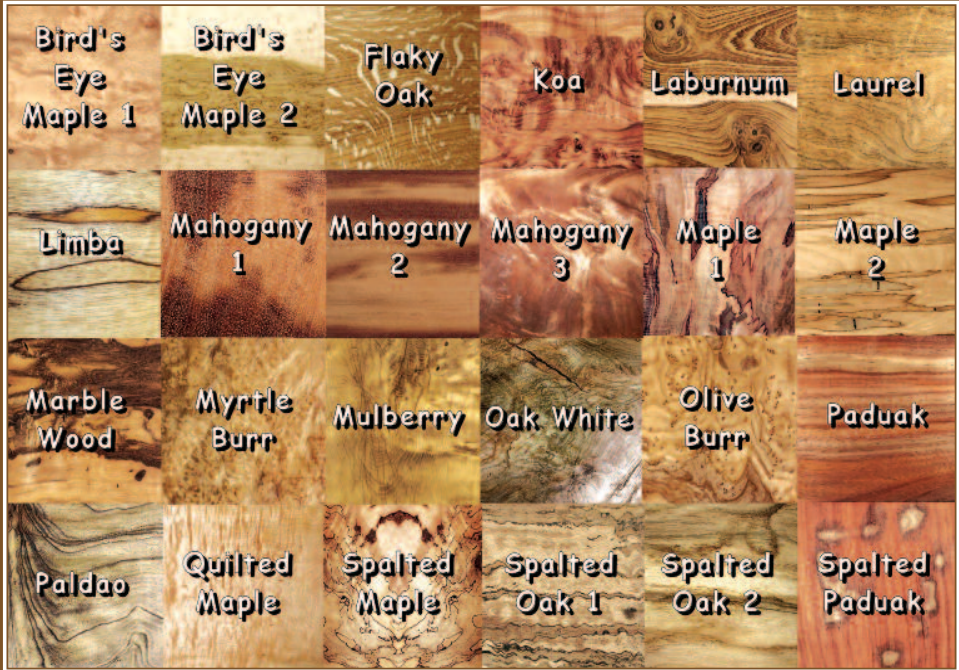 Bird's
Eye
Maple 1
Bird's
Eye
Maple 2
Flaky
Oak
Koa
Laburnum
Laurel
Limba
Mahogany
1
Mahogany
2
Mahogany
3
Maple
1
Maple
2
Marble
Wood
Myrtle
Burr
Mulberry
Oak White
Olive
Burr
Paduak
Paldao
Quilted
Maple
Spalted
Maple
Spalted
Oak 1
Spalted
Oak 2
Spalted
Paduak